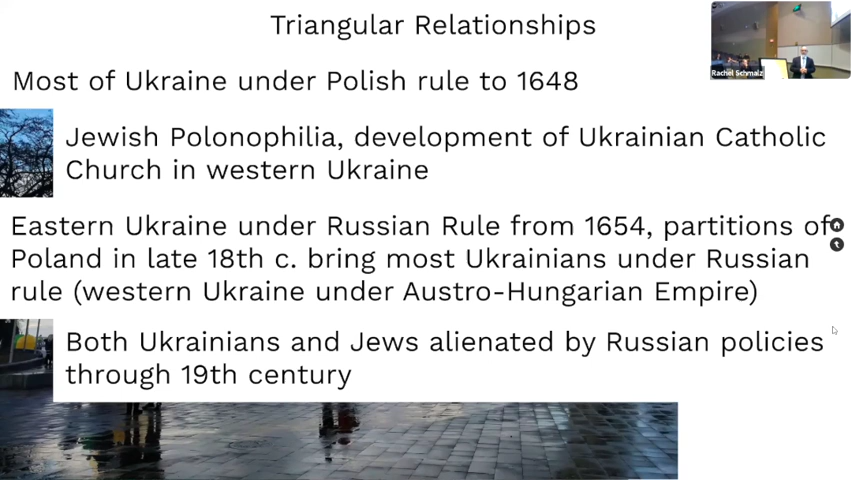 Triangular Relationships
Rachel Schmalz
Most of Ukraine under Polish rule to 1648
Jewish Polonophilia, development of Ukrainian Catholic
Church in western Ukraine
Eastern Ukraine under Russian Rule from 1654, partitions of
Poland in late 18th c. bring most Ukrainians under Russian
rule (western Ukraine under Austro-Hungarian Empire)
Both Ukrainians and Jews alienated by Russian policies
through 19th century